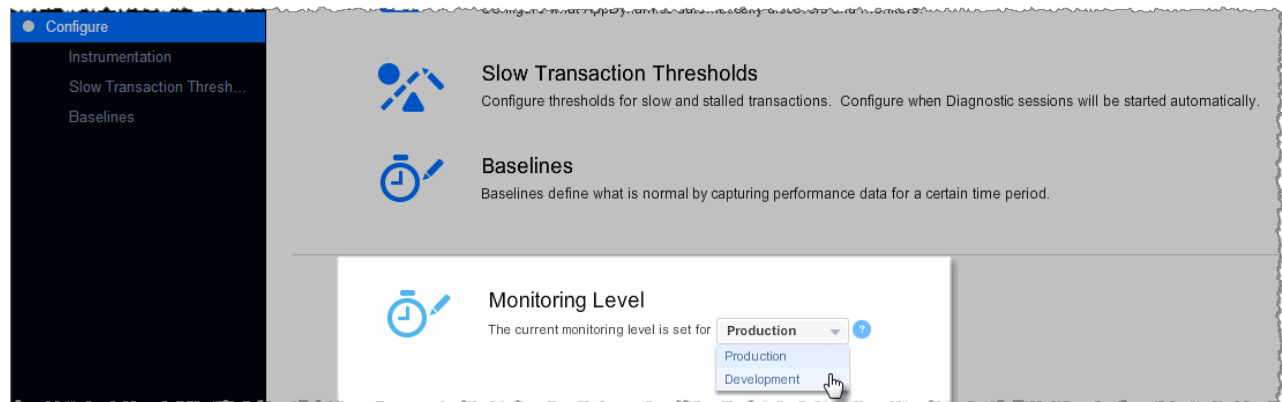 Configure
Instrumentation
Slow Transaction Thresh...
Baselines
Slow Transaction Thresholds
Configure thresholds for slow and stalled transactions. Configure when Diagnostic sessions will be started automatically.
Baselines
Baselines define what is normal by capturing performance data for a certain time period.
Monitoring Level
The current monitoring level is set for Production ?
Production
Development